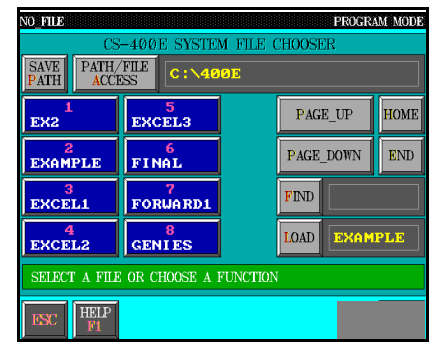 NO_FILE PROGRAM MODE
CS-400E SYSTEM FILE CHOOSER
SAVE PATH
PATH/FILE ACCESS
C:\400E
1
EX2
5
EXCEL3
PAGE_UP
HOME
2
EXAMPLE
6
FINAL
PAGE_DOWN
END
3
EXCEL1
7
FORWARD1
FIND
4
EXCEL2
8
GENIES
LOAD
EXAMPLE
SELECT A FILE OR CHOOSE A FUNCTION
ESC
HELP
F1